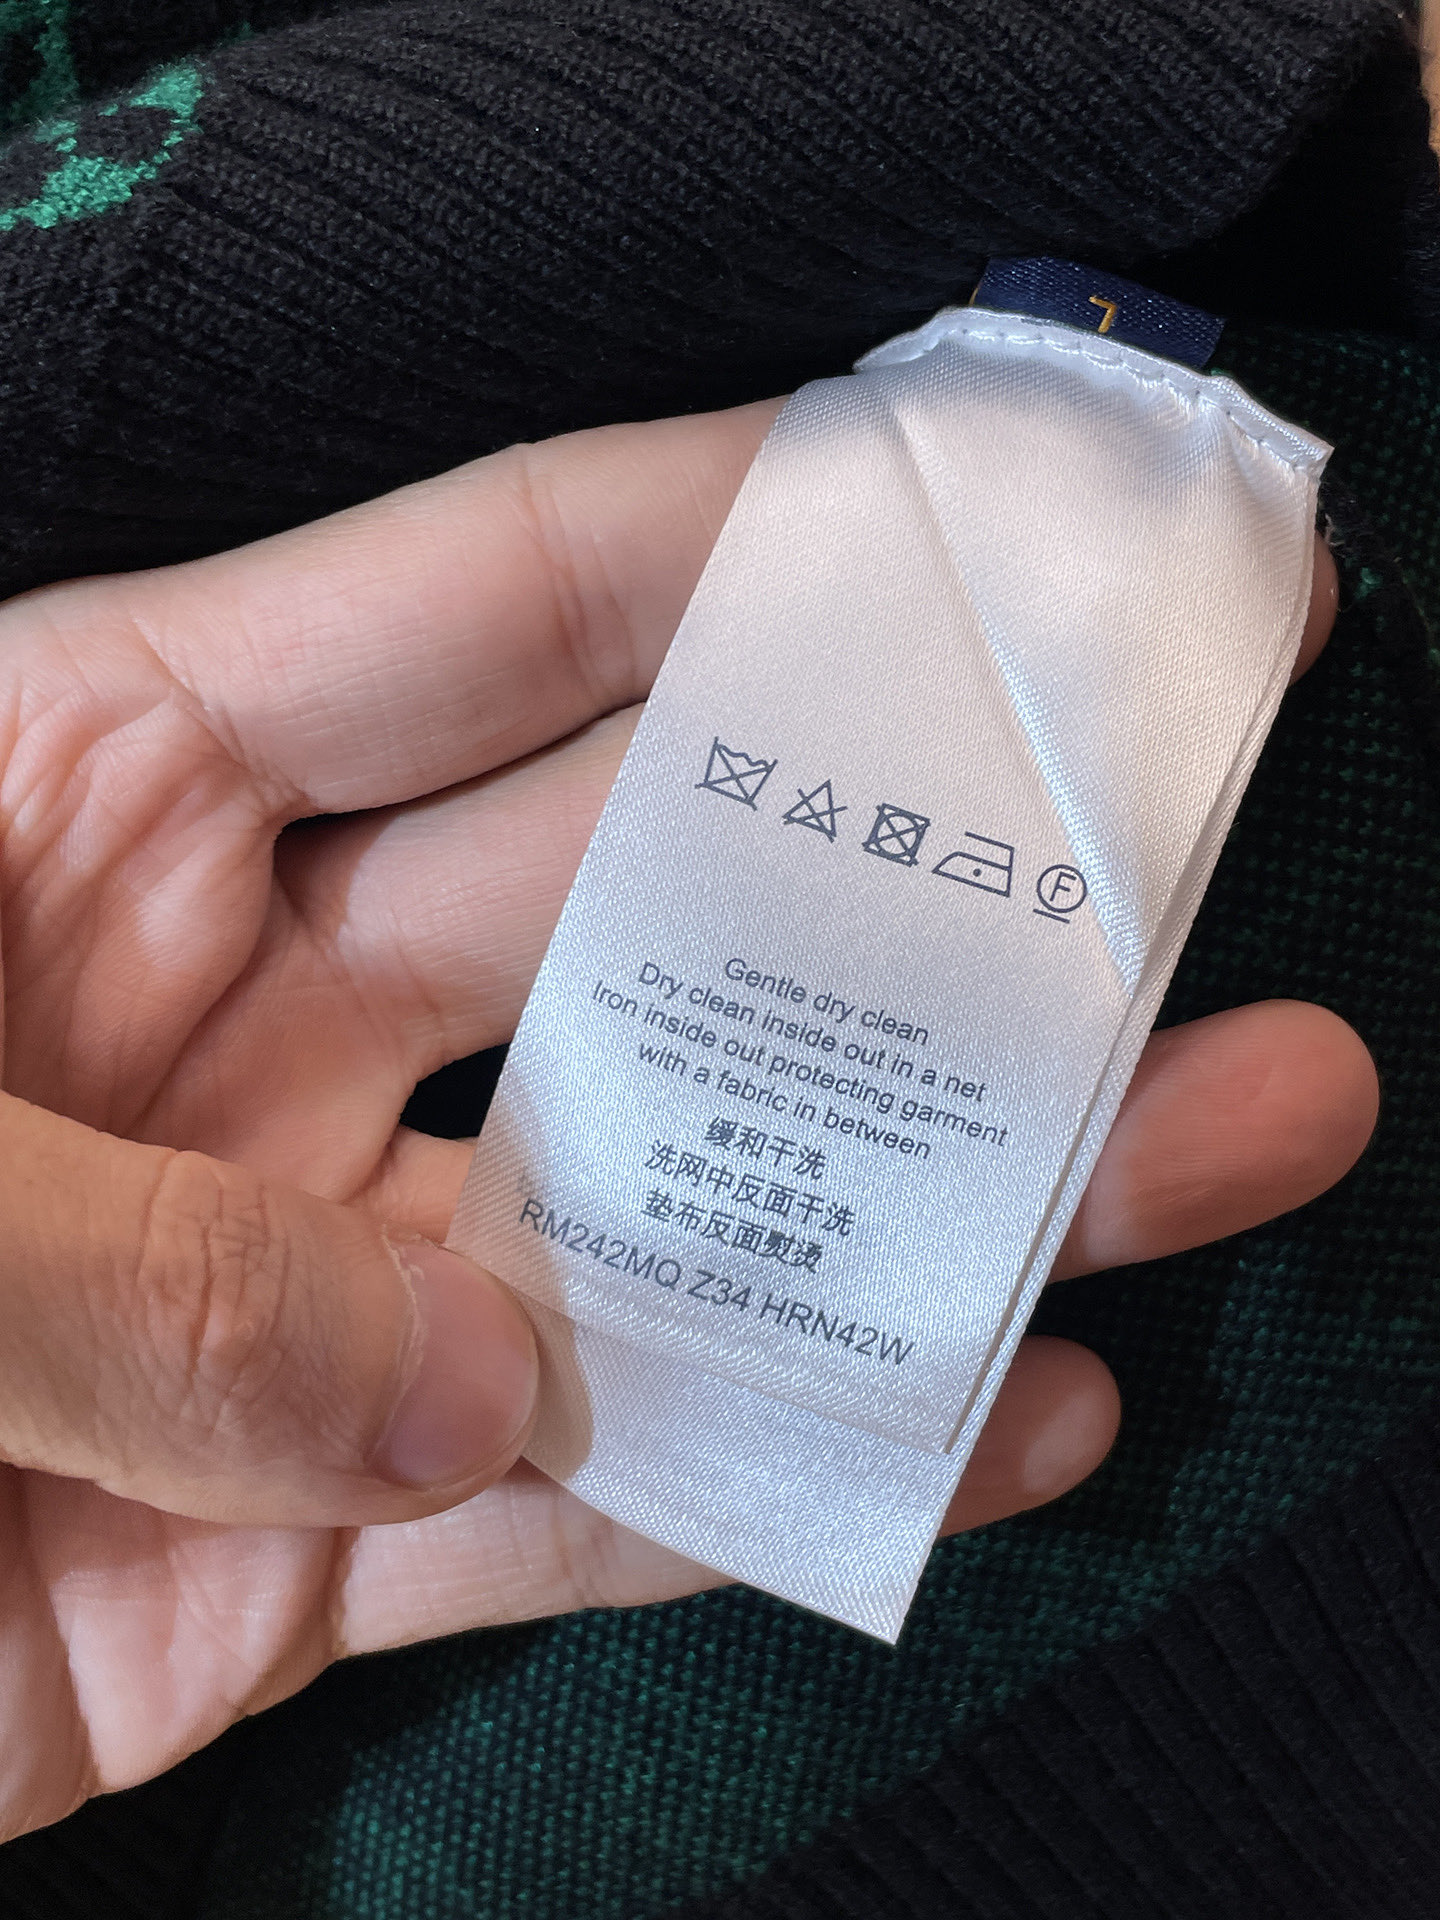 L
F
Gentle dry clean
Dry clean inside out in a net
Iron inside out protecting garment
with a fabric in between
缓和干洗
洗网中反面干洗
垫布反面熨烫
RM242MQ Z34 HRN42W